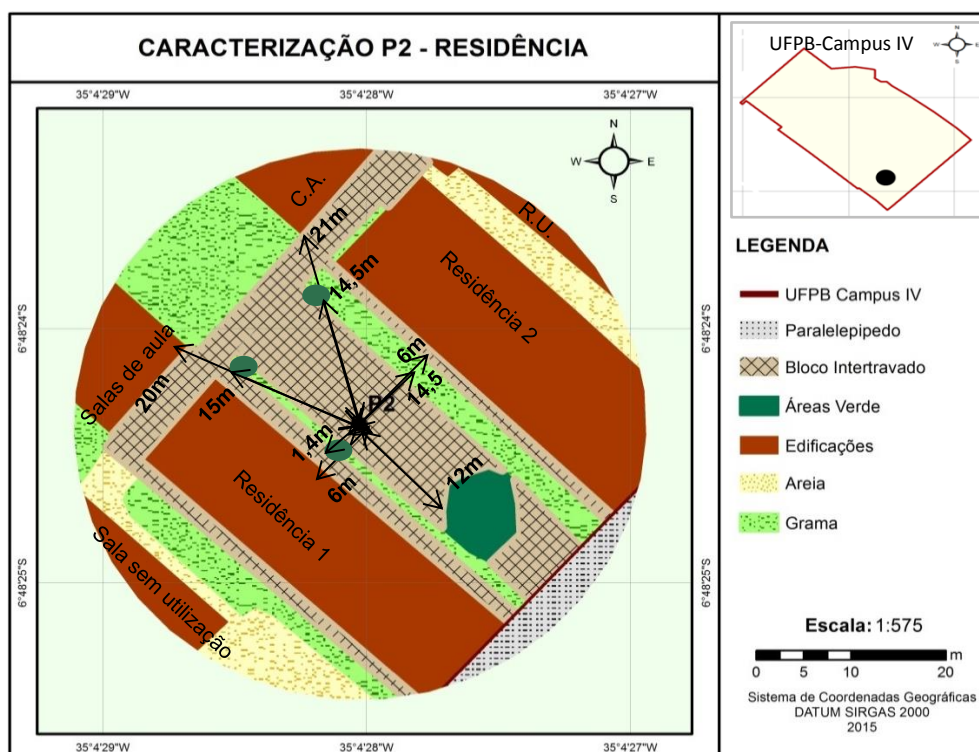 CARACTERIZAÇÃO P2 - RESIDÊNCIA
UFPB-Campus IV
N
W
E
S
35°4'29"W
35°4'28"W
35°4'27"W
N
W
E
S
C.A.
21m
R.U.
Residência 2
14,5m
6°48'24"S
6°48'24"S
Salas de aula
6m
14,5
20m
15m
P2
1,4m
6m
12m
Residência 1
6°48'25"S
6°48'25"S
Sala sem utilização
35°4'29"W
35°4'28"W
35°4'27"W
LEGENDA
UFPB Campus IV
Paralelepipedo
Bloco Intertravado
Áreas Verde
Edificações
Areia
Grama
Escala: 1:575
m
0 5 10 20
Sistema de Coordenadas Geográficas
DATUM SIRGAS 2000
2015